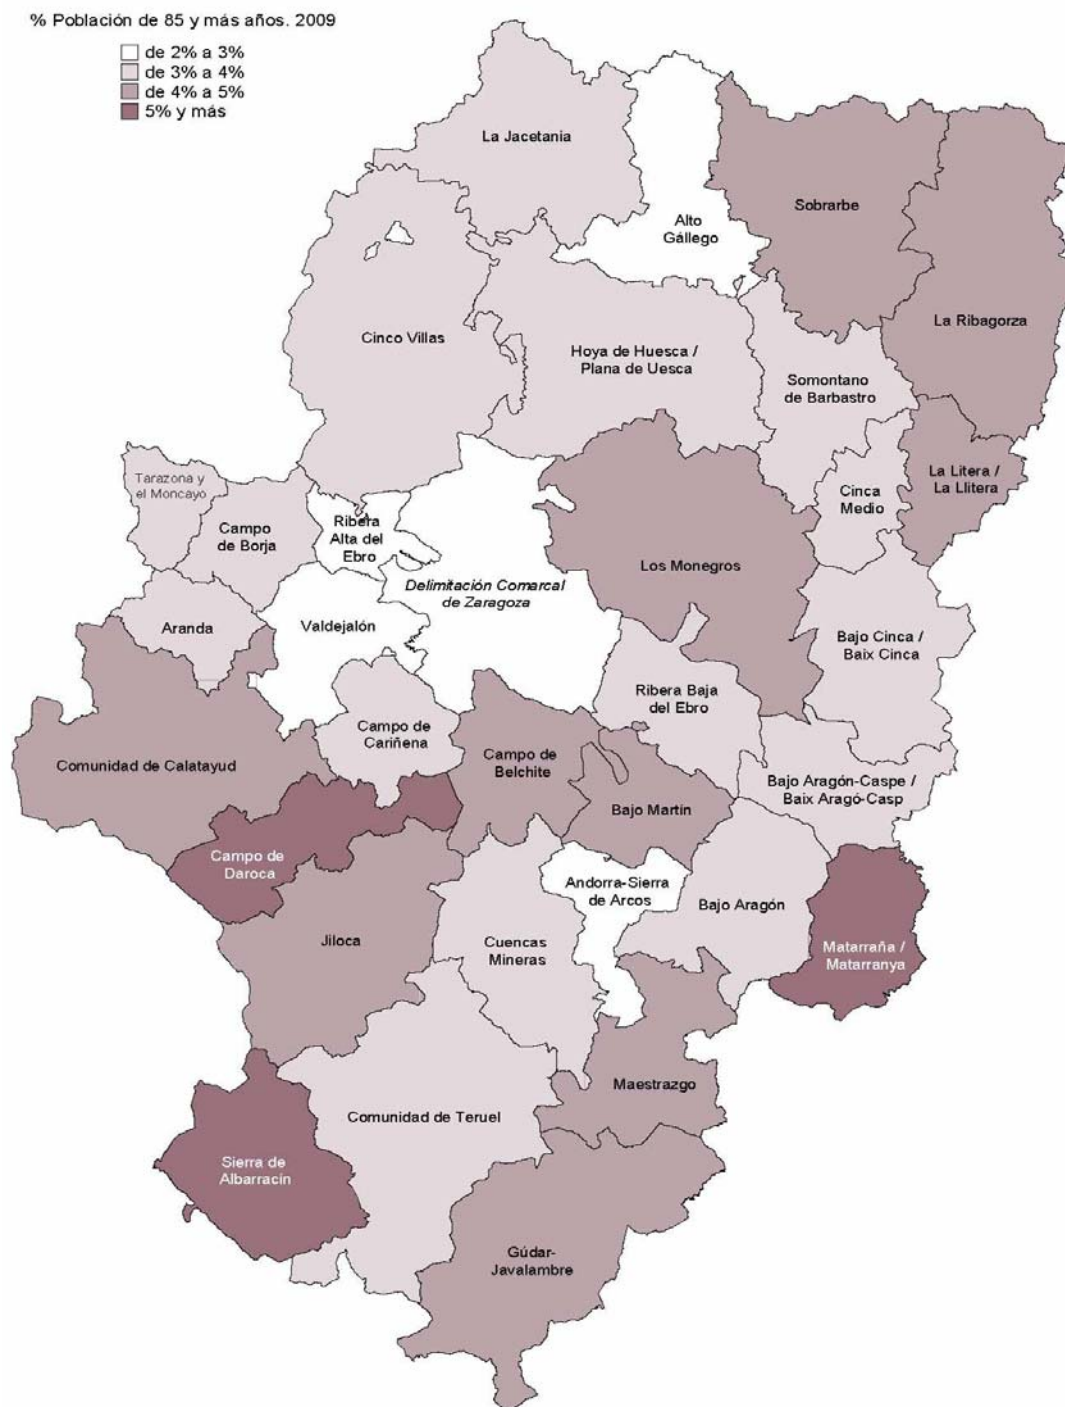 % Población de 85 y más años. 2009
de 2% a 3%
de 3% a 4%
de 4% a 5%
5% y más
La Jacetania
Alto
Gállego
Sobrarbe
La Ribagorza
Cinco Villas
Hoya de Huesca /
Plana de Uesca
Somontano
de Barbastro
Tarazona y
el Moncayo
Campo
de Borja
Ribera
Alta del
Ebro
Cinca
Medio
La Litera /
La Llitera
Los Monegros
Delimitación Comarcal
de Zaragoza
Aranda
Valdejalón
Bajo Cinca /
Baix Cinca
Ribera Baja
del Ebro
Campo de
Cariñena
Comunidad de Calatayud
Campo de
Belchite
Bajo Aragón-Caspe /
Baix Aragó-Casp
Bajo Martín
Campo de
Daroca
Andorra-Sierra
de Arcos
Bajo Aragón
Jiloca
Cuencas
Mineras
Matarraña /
Matarranya
Maestrazgo
Comunidad de Teruel
Sierra de
Albarracín
Gúdar-
Javalambre